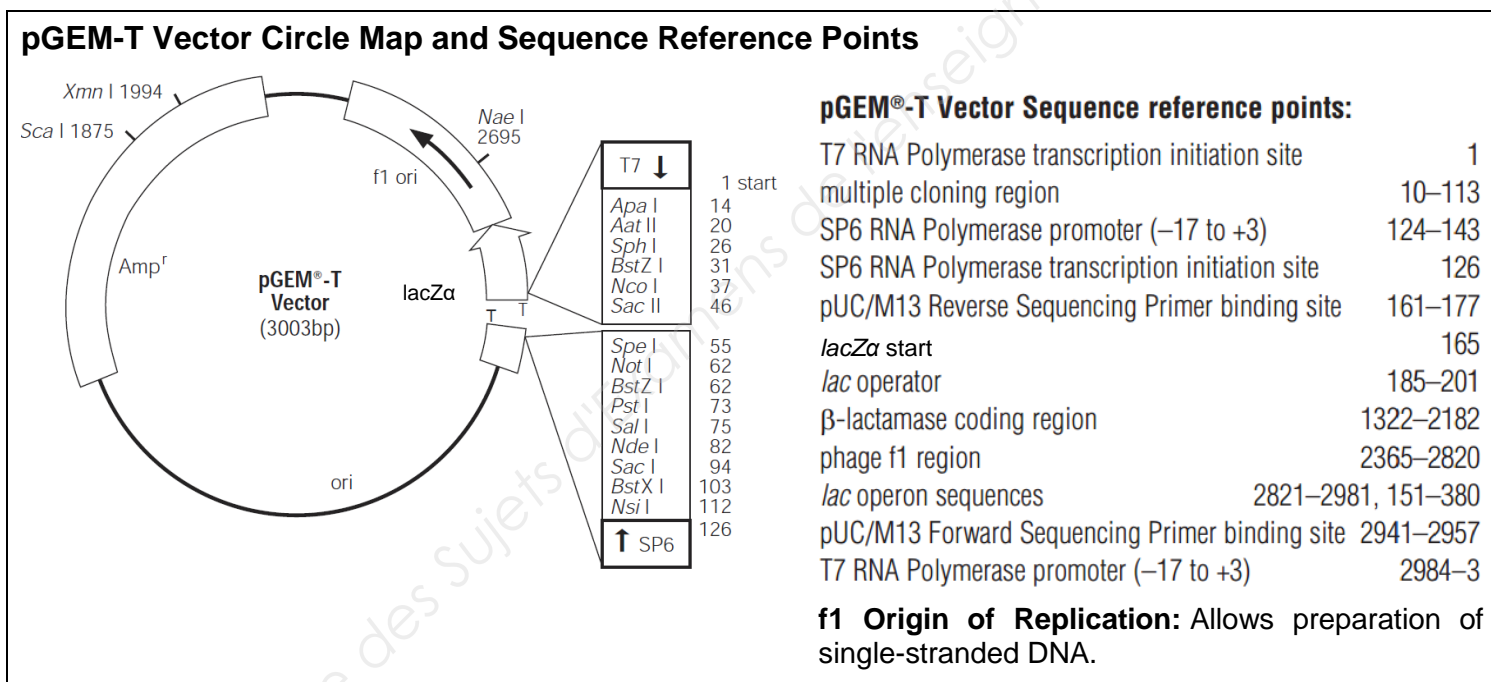 pGEM-T Vector Circle Map and Sequence Reference Points
Xmn I 1994
Sca I 1875
Nae I
2695
f1 ori
Ampʳ
pGEM®-T
Vector
(3003bp)
lacZα
T
T
ori
T7 ↓
1 start
Apa I 14
Aat II 20
Sph I 26
BstZ I 31
Nco I 37
Sac II 46
Spe I 55
Not I 62
BstZ I 62
Pst I 73
Sal I 75
Nde I 82
Sac I 94
BstX I 103
Nsi I 112
↑ SP6 126
pGEM®-T Vector Sequence reference points:
T7 RNA Polymerase transcription initiation site 1
multiple cloning region 10–113
SP6 RNA Polymerase promoter (–17 to +3) 124–143
SP6 RNA Polymerase transcription initiation site 126
pUC/M13 Reverse Sequencing Primer binding site 161–177
lacZα start 165
lac operator 185–201
β-lactamase coding region 1322–2182
phage f1 region 2365–2820
lac operon sequences 2821–2981, 151–380
pUC/M13 Forward Sequencing Primer binding site 2941–2957
T7 RNA Polymerase promoter (–17 to +3) 2984–3
f1 Origin of Replication: Allows preparation of
single-stranded DNA.
des Sujets d'Examens de l'enseign